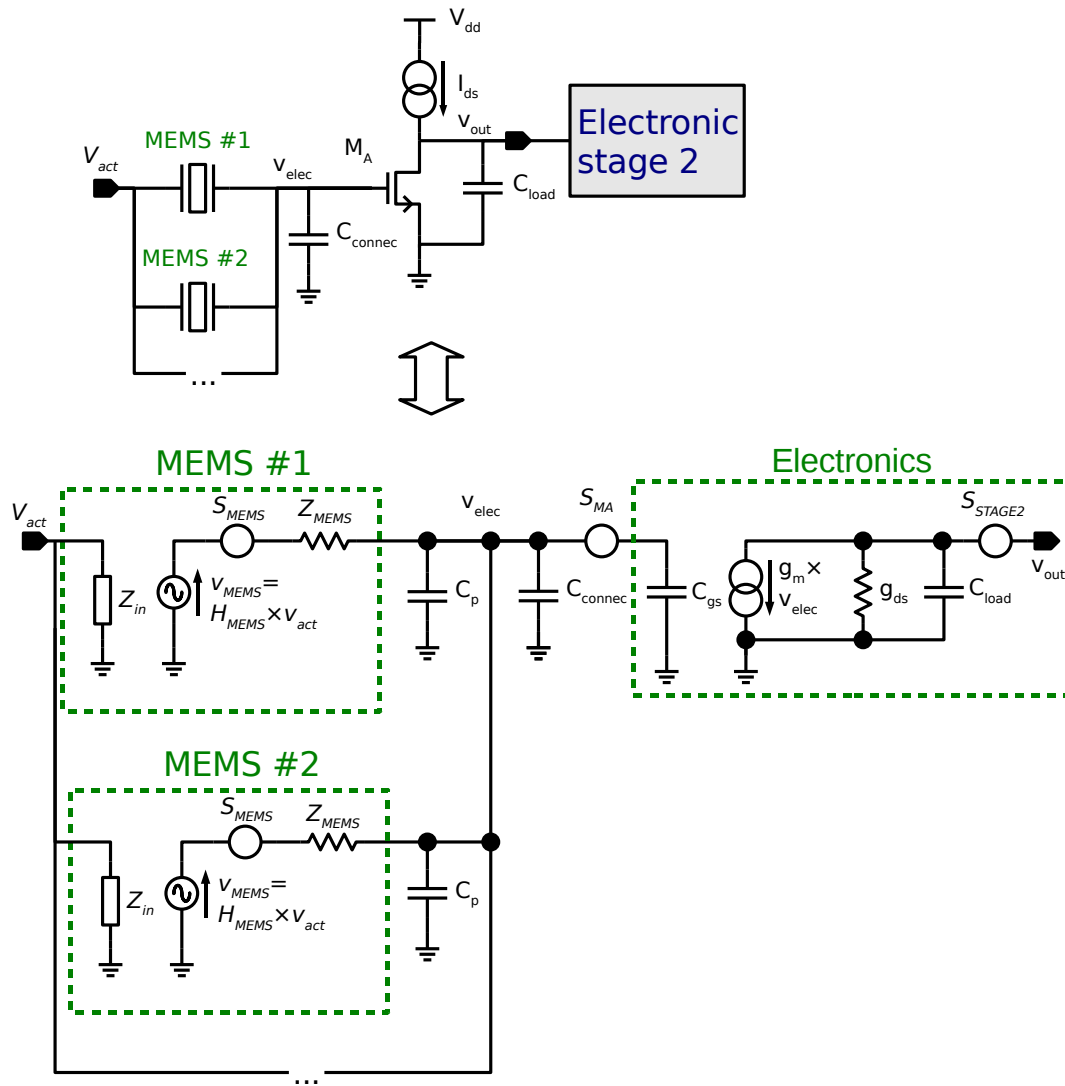 V_dd
I_ds
v_out
Electronic
stage 2
MEMS #1
V_act
v_elec
M_A
C_load
C_connec
MEMS #2
...
MEMS #1
Electronics
V_act
S_MEMS
Z_MEMS
v_elec
S_MA
S_STAGE2
Z_in
v_MEMS=
H_MEMS×v_act
C_p
C_connec
C_gs
g_m×
v_elec
g_ds
C_load
v_out
MEMS #2
S_MEMS
Z_MEMS
Z_in
v_MEMS=
H_MEMS×v_act
C_p
...